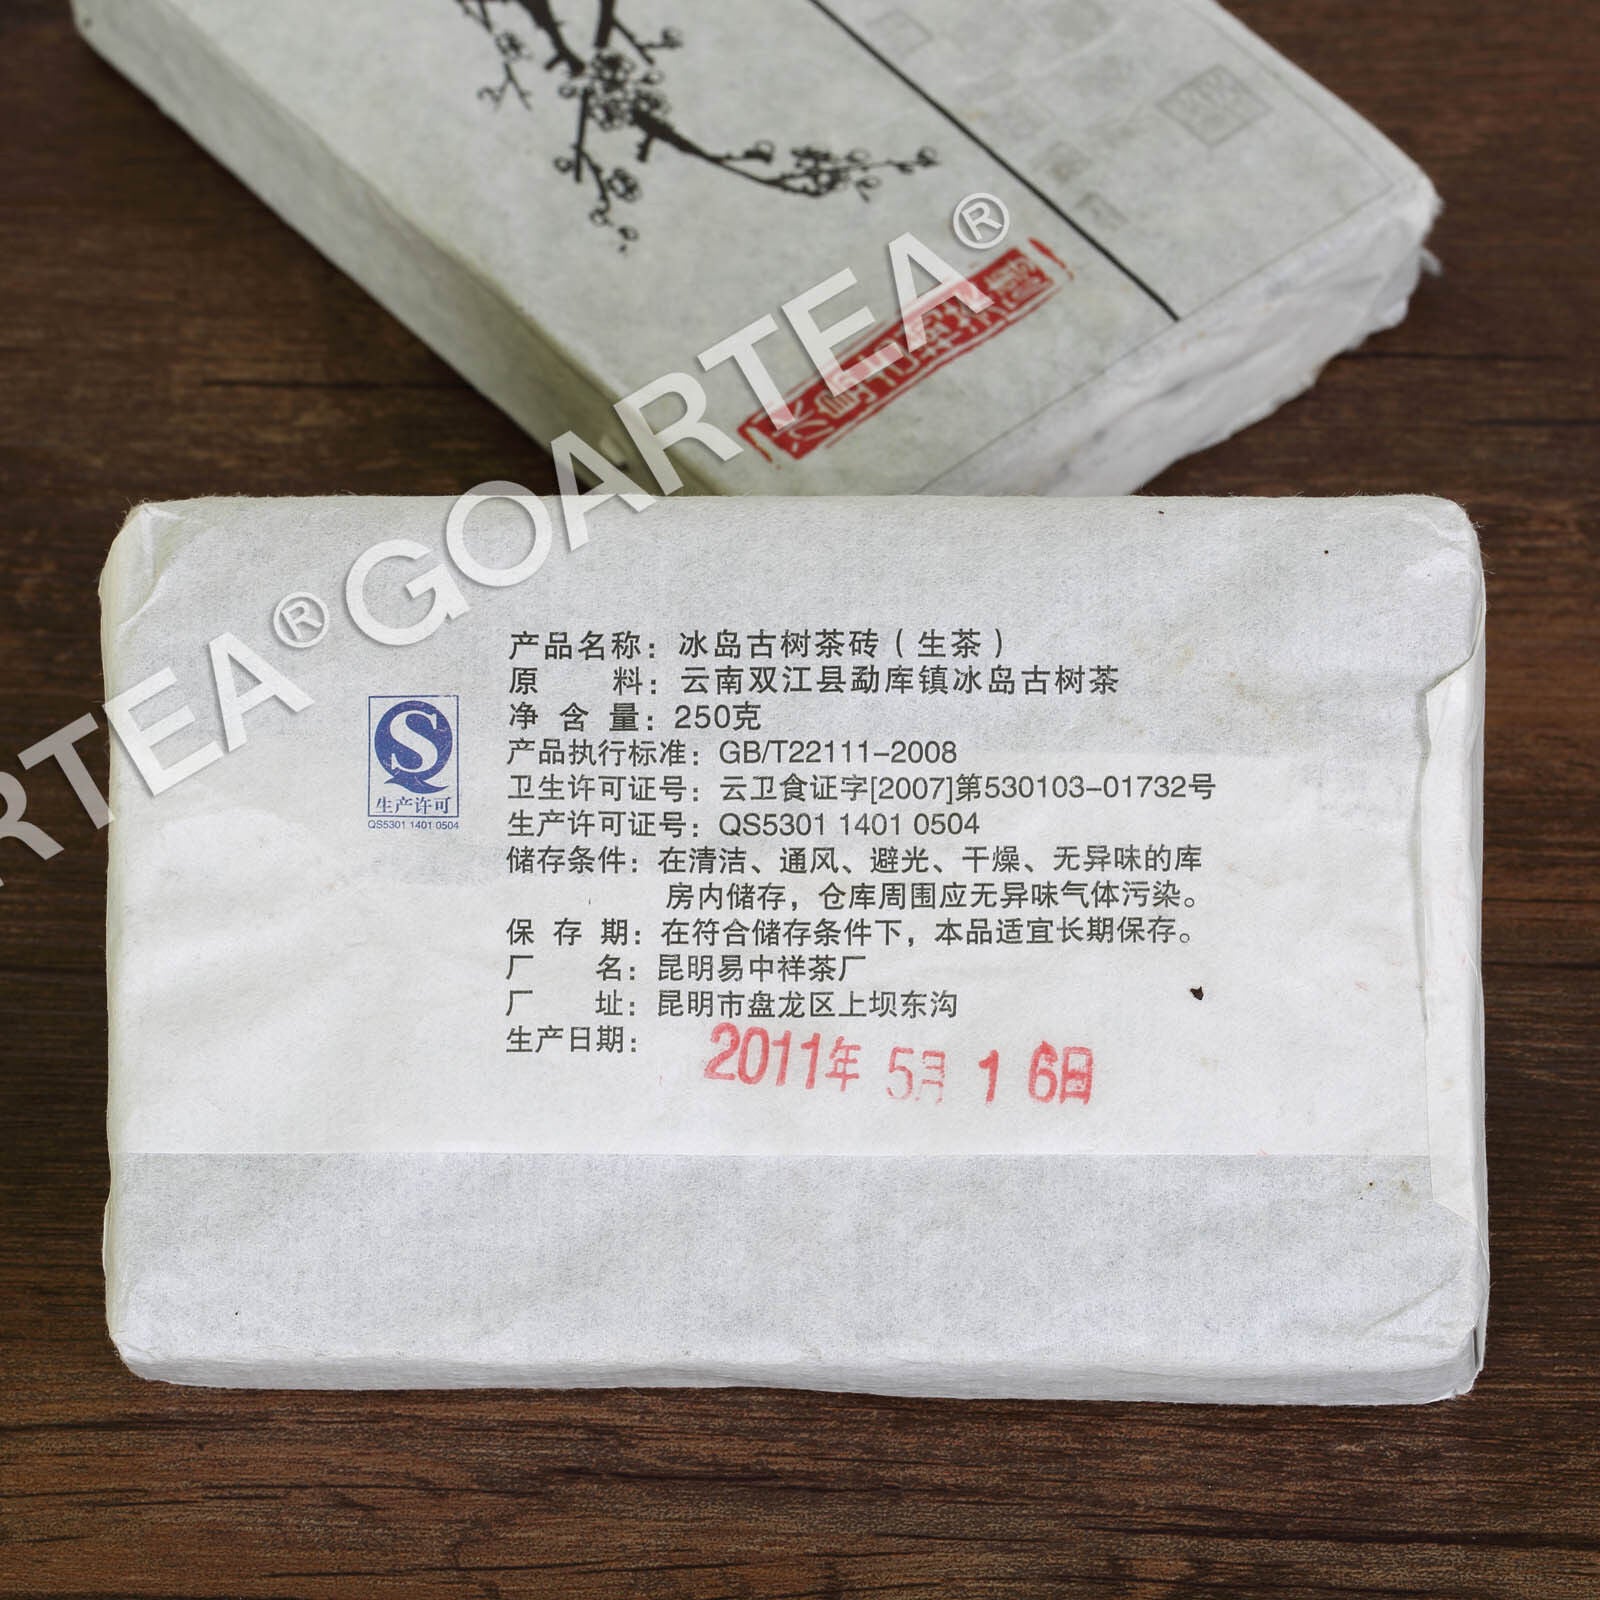 冰岛古树茶砖
GOARTEA®
RTEA®
产品名称：冰岛古树茶砖（生茶）
原 料：云南双江县勐库镇冰岛古树茶
净 含 量：250克
产品执行标准：GB/T22111-2008
卫生许可证号：云卫食证字[2007]第530103-01732号
生产许可证号：QS5301 1401 0504
储存条件：在清洁、通风、避光、干燥、无异味的库
房内储存，仓库周围应无异味气体污染。
保 存 期：在符合储存条件下，本品适宜长期保存。
厂 名：昆明易中祥茶厂
厂 址：昆明市盘龙区上坝东沟
生产日期：2011年 5月 1 6日
QS
生产许可
QS5301 1401 0504